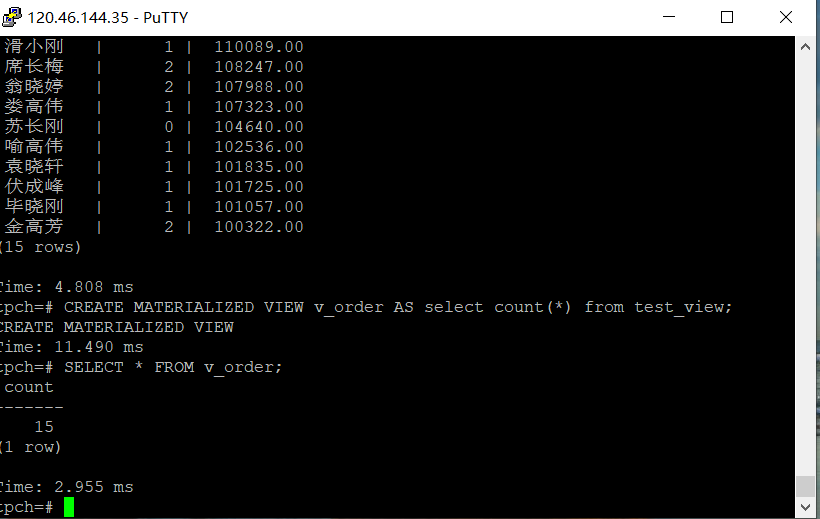 120.46.144.35 - PuTTY
滑小刚 | 1 | 110089.00
席长梅 | 2 | 108247.00
翁晓婷 | 2 | 107988.00
娄高伟 | 1 | 107323.00
苏长刚 | 0 | 104640.00
喻高伟 | 1 | 102536.00
袁晓轩 | 1 | 101835.00
伏成峰 | 1 | 101725.00
毕晓刚 | 1 | 101057.00
金高芳 | 2 | 100322.00
(15 rows)
Time: 4.808 ms
tpch=# CREATE MATERIALIZED VIEW v_order AS select count(*) from test_view;
CREATE MATERIALIZED VIEW
Time: 11.490 ms
tpch=# SELECT * FROM v_order;
count
-------
15
(1 row)
Time: 2.955 ms
tpch=#